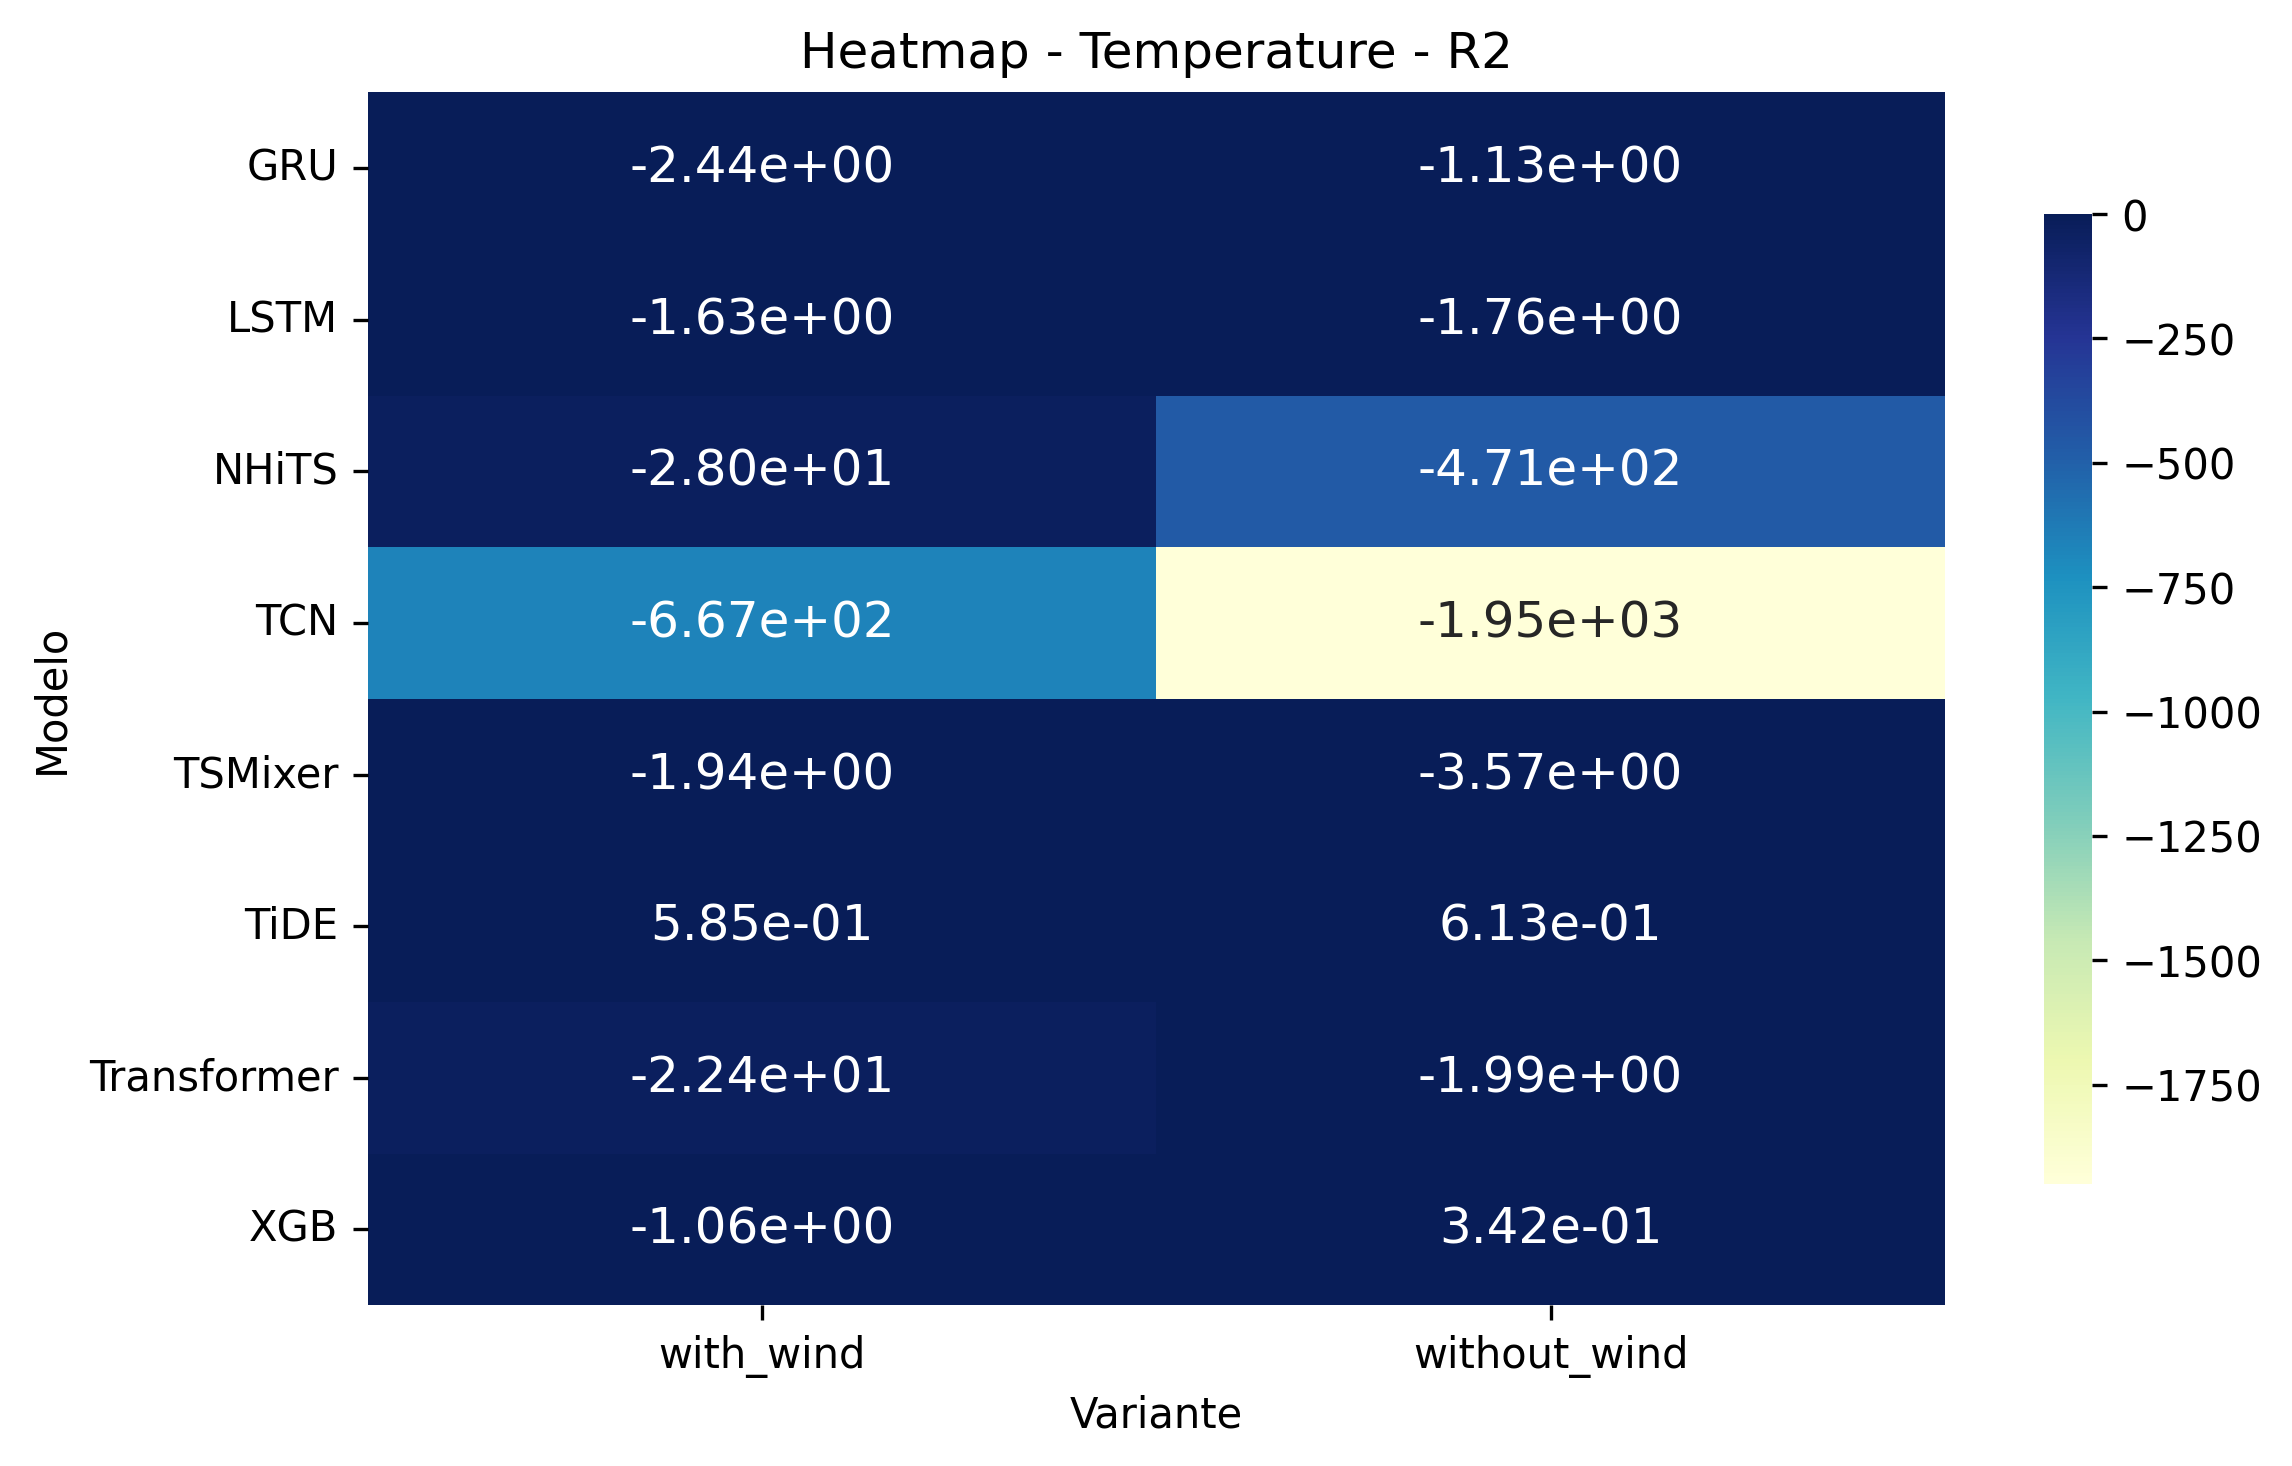 Heatmap - Temperature - R2
Modelo
GRU -2.44e+00 -1.13e+00
LSTM -1.63e+00 -1.76e+00
NHiTS -2.80e+01 -4.71e+02
TCN -6.67e+02 -1.95e+03
TSMixer -1.94e+00 -3.57e+00
TiDE 5.85e-01 6.13e-01
Transformer -2.24e+01 -1.99e+00
XGB -1.06e+00 3.42e-01
with_wind without_wind
Variante
0
−250
−500
−750
−1000
−1250
−1500
−1750